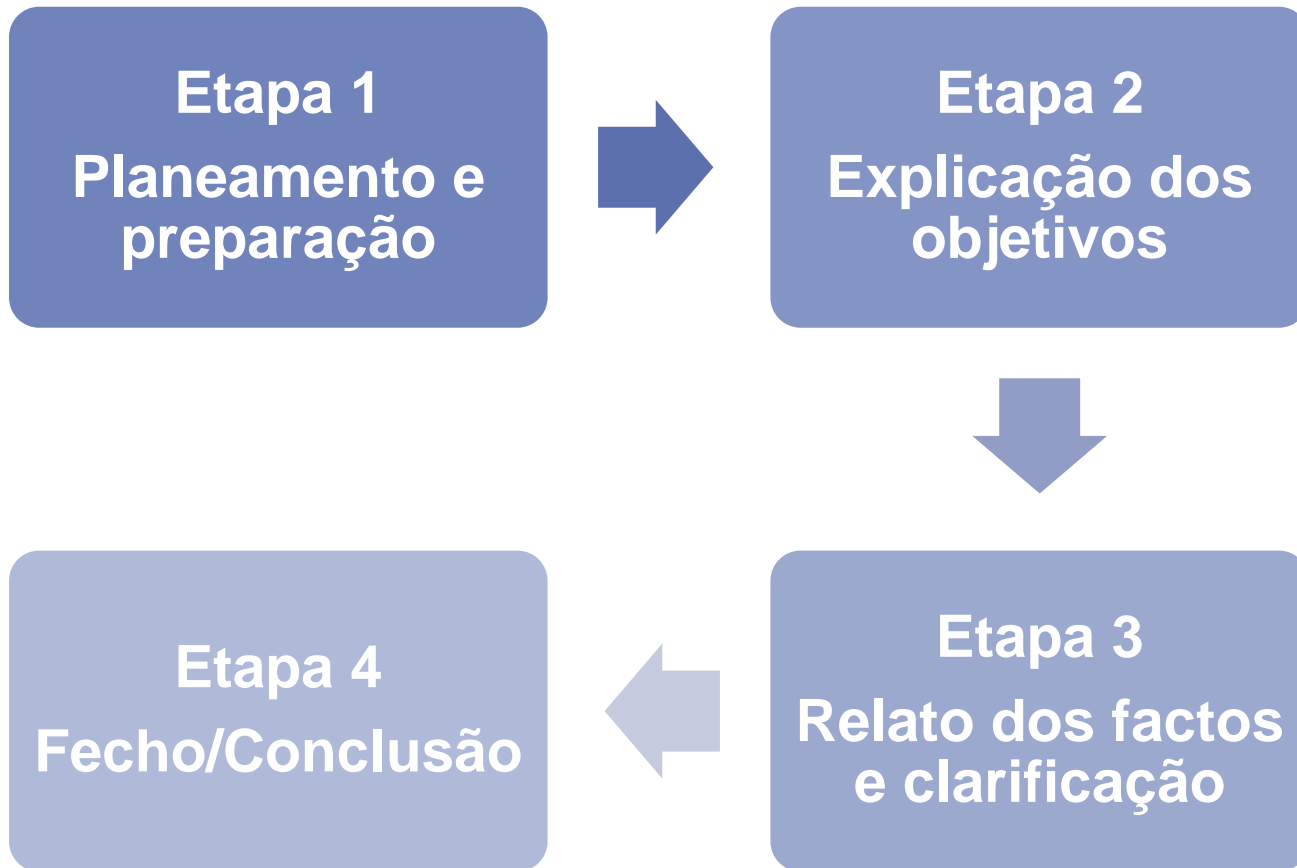 Etapa 1
Planeamento e
preparação
Etapa 2
Explicação dos
objetivos
Etapa 3
Relato dos factos
e clarificação
Etapa 4
Fecho/Conclusão